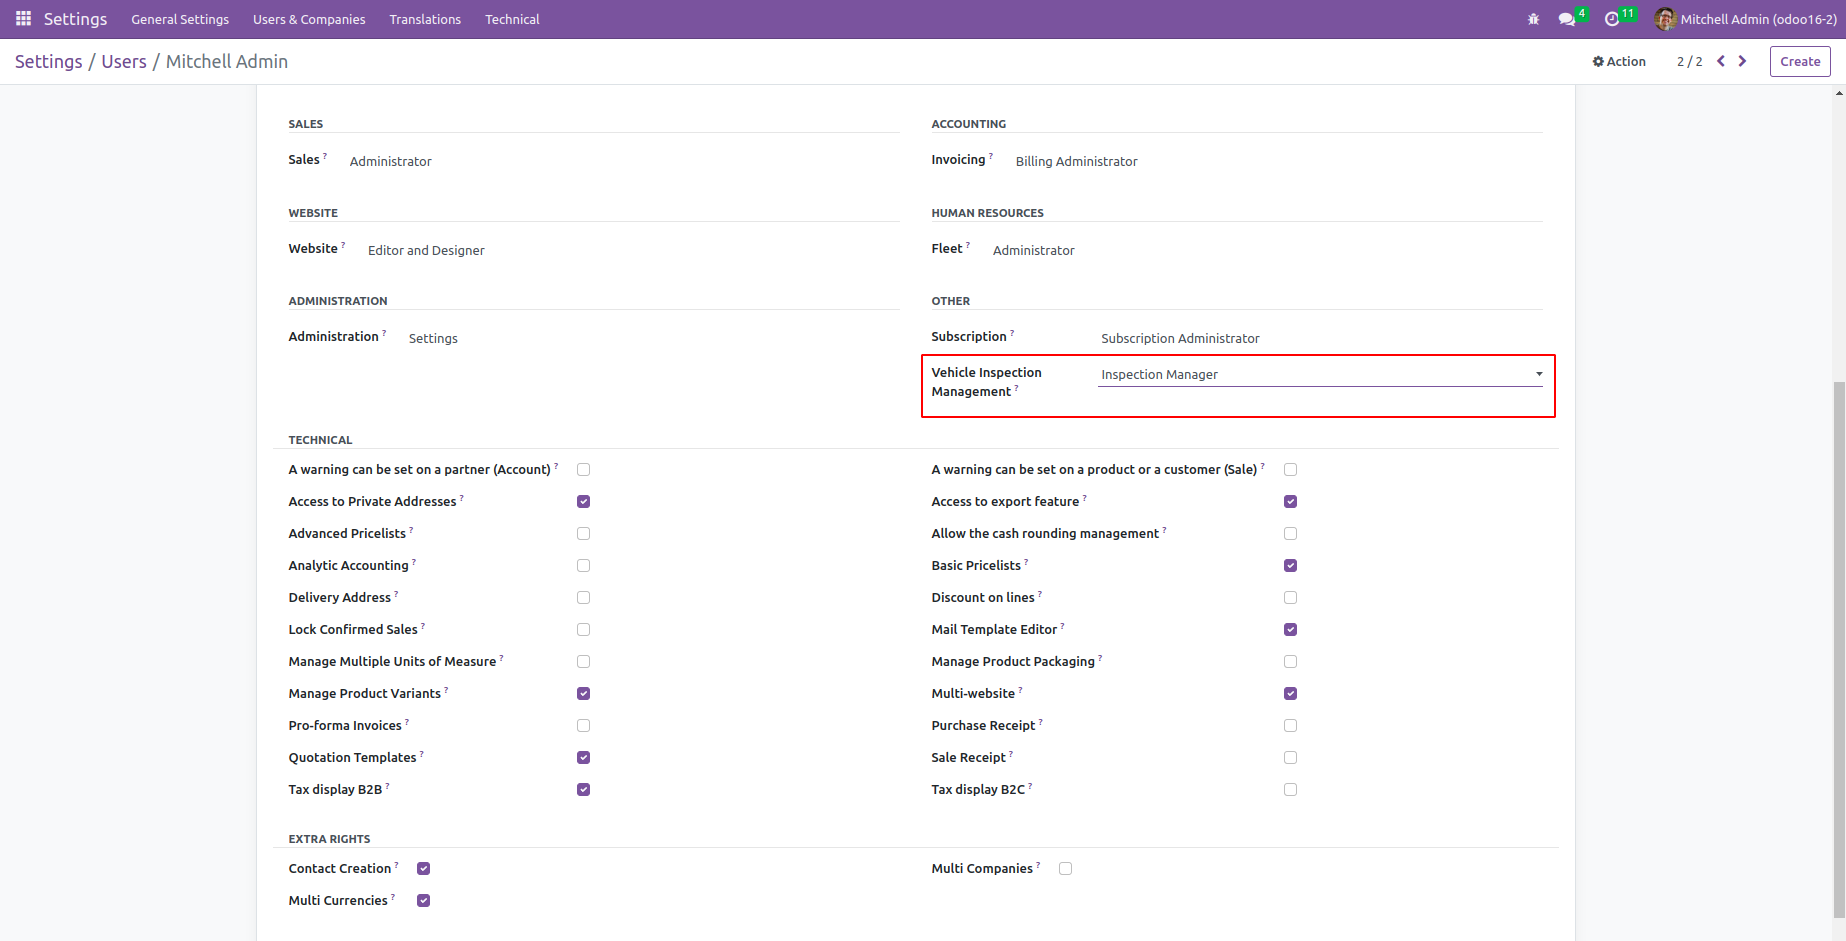 Settings General Settings Users & Companies Translations Technical 4 11 Mitchell Admin (odoo16-2)
Settings / Users / Mitchell Admin Action 2 / 2 Create
SALES ACCOUNTING
Sales ? Administrator Invoicing ? Billing Administrator
WEBSITE HUMAN RESOURCES
Website ? Editor and Designer Fleet ? Administrator
ADMINISTRATION OTHER
Administration ? Settings Subscription ? Subscription Administrator
Vehicle Inspection Inspection Manager
Management ?
TECHNICAL
A warning can be set on a partner (Account) ? A warning can be set on a product or a customer (Sale) ?
Access to Private Addresses ? Access to export feature ?
Advanced Pricelists ? Allow the cash rounding management ?
Analytic Accounting ? Basic Pricelists ?
Delivery Address ? Discount on lines ?
Lock Confirmed Sales ? Mail Template Editor ?
Manage Multiple Units of Measure ? Manage Product Packaging ?
Manage Product Variants ? Multi-website ?
Pro-forma Invoices ? Purchase Receipt ?
Quotation Templates ? Sale Receipt ?
Tax display B2B ? Tax display B2C ?
EXTRA RIGHTS
Contact Creation ? Multi Companies ?
Multi Currencies ?